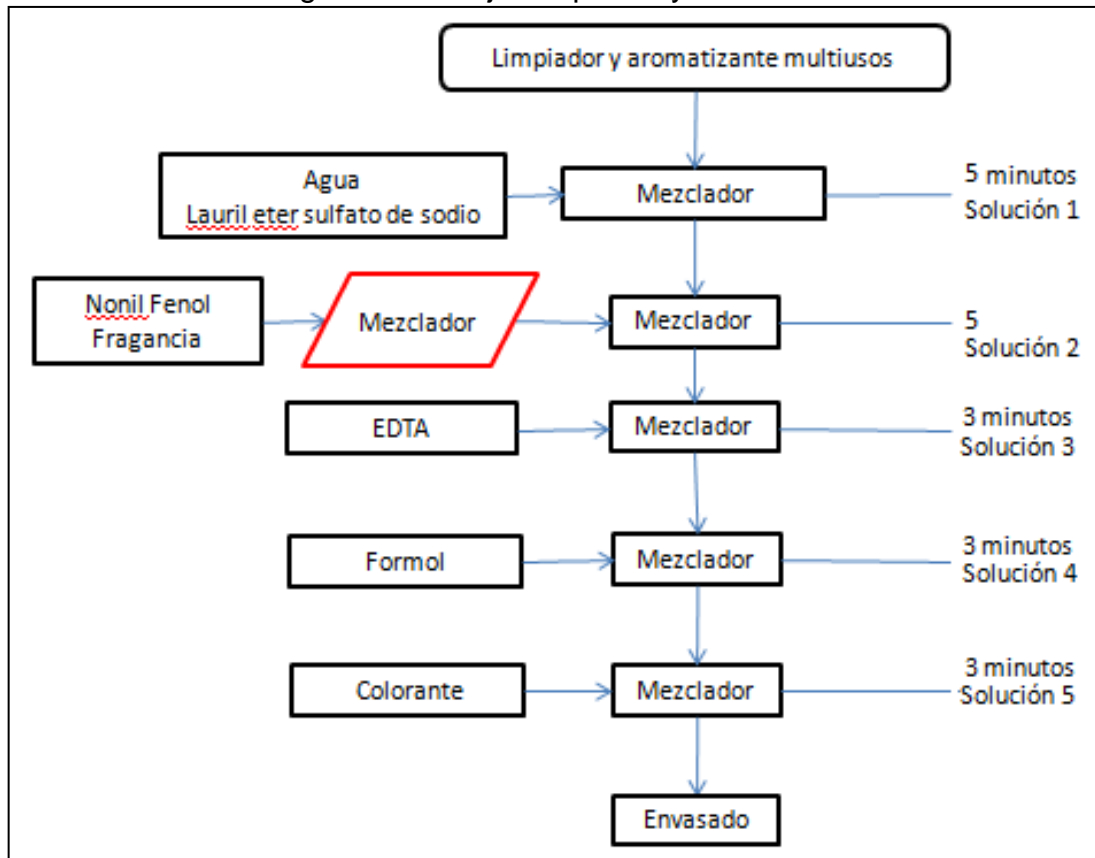 Limpiador y aromatizante multiusos
Agua
Lauril eter sulfato de sodio
Mezclador
5 minutos
Solución 1
Nonil Fenol
Fragancia
Mezclador
Mezclador
5
Solución 2
EDTA
Mezclador
3 minutos
Solución 3
Formol
Mezclador
3 minutos
Solución 4
Colorante
Mezclador
3 minutos
Solución 5
Envasado